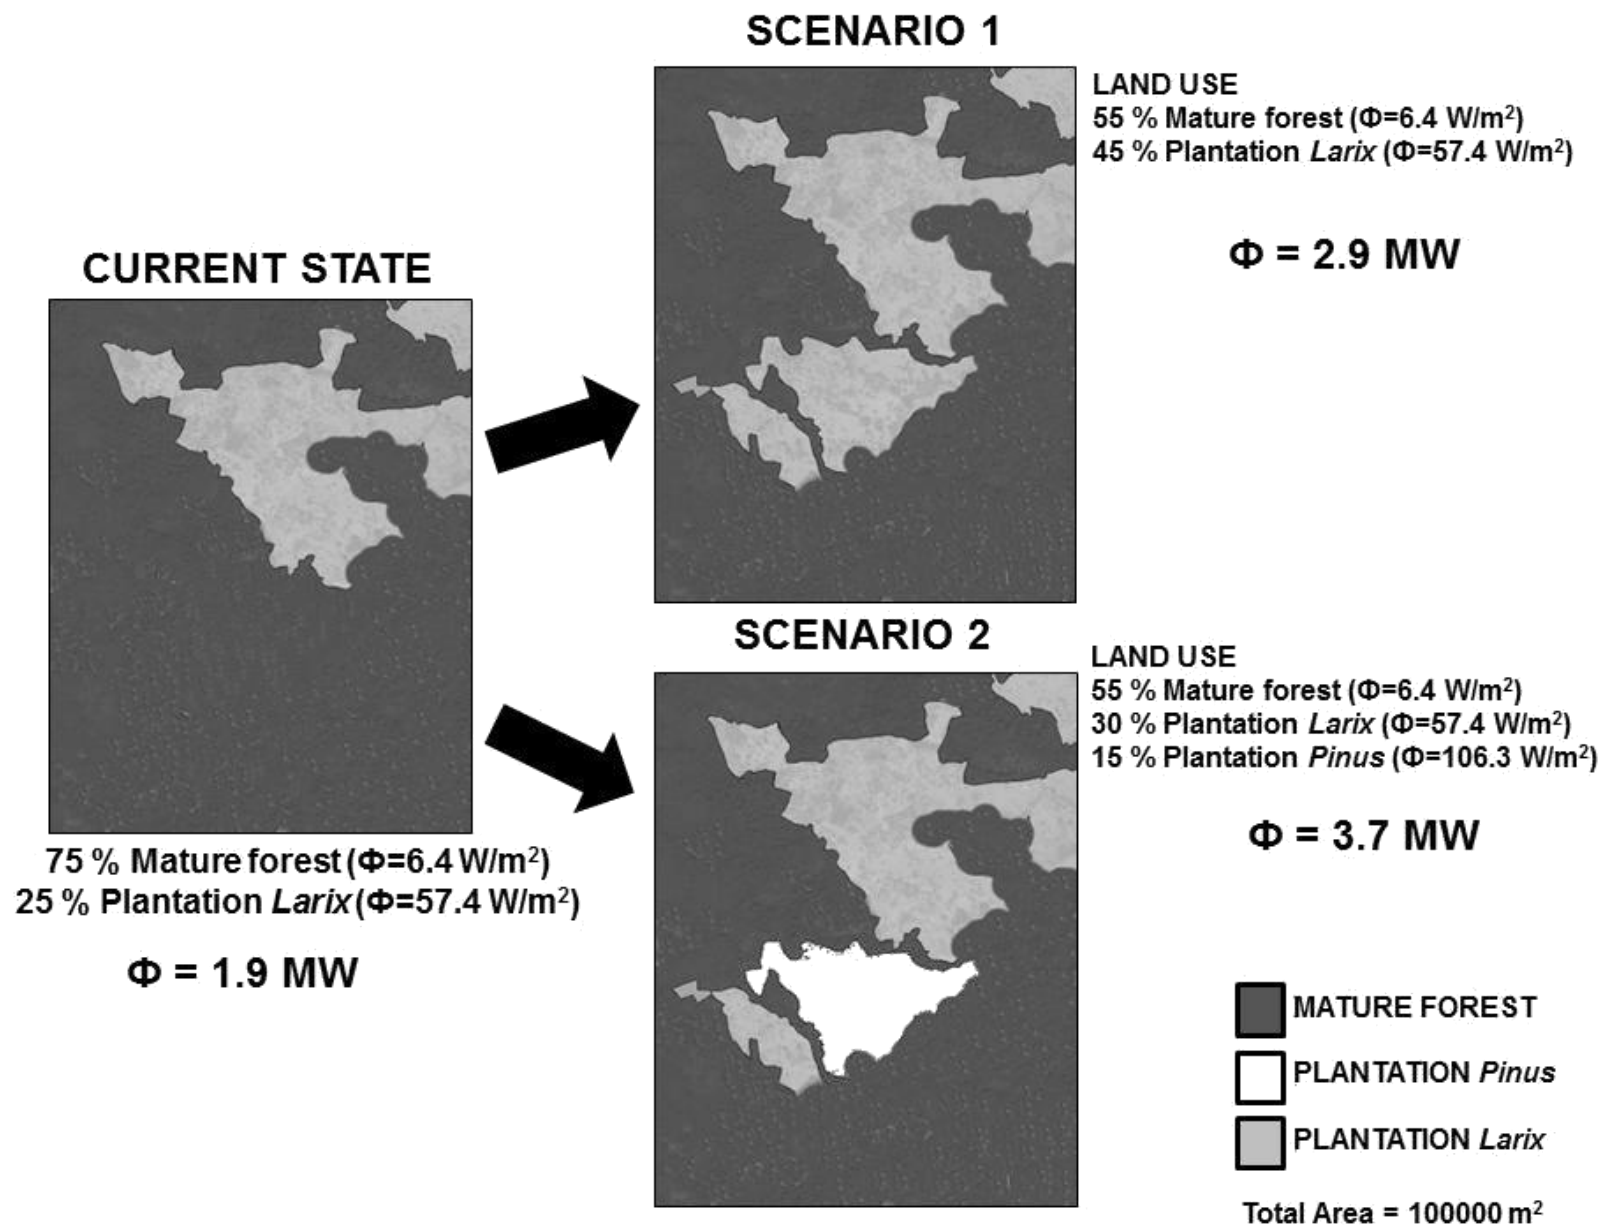 SCENARIO 1
LAND USE
55 % Mature forest (Φ=6.4 W/m²)
45 % Plantation Larix (Φ=57.4 W/m²)
Φ = 2.9 MW
CURRENT STATE
75 % Mature forest (Φ=6.4 W/m²)
25 % Plantation Larix (Φ=57.4 W/m²)
Φ = 1.9 MW
SCENARIO 2
LAND USE
55 % Mature forest (Φ=6.4 W/m²)
30 % Plantation Larix (Φ=57.4 W/m²)
15 % Plantation Pinus (Φ=106.3 W/m²)
Φ = 3.7 MW
MATURE FOREST
PLANTATION Pinus
PLANTATION Larix
Total Area = 100000 m²